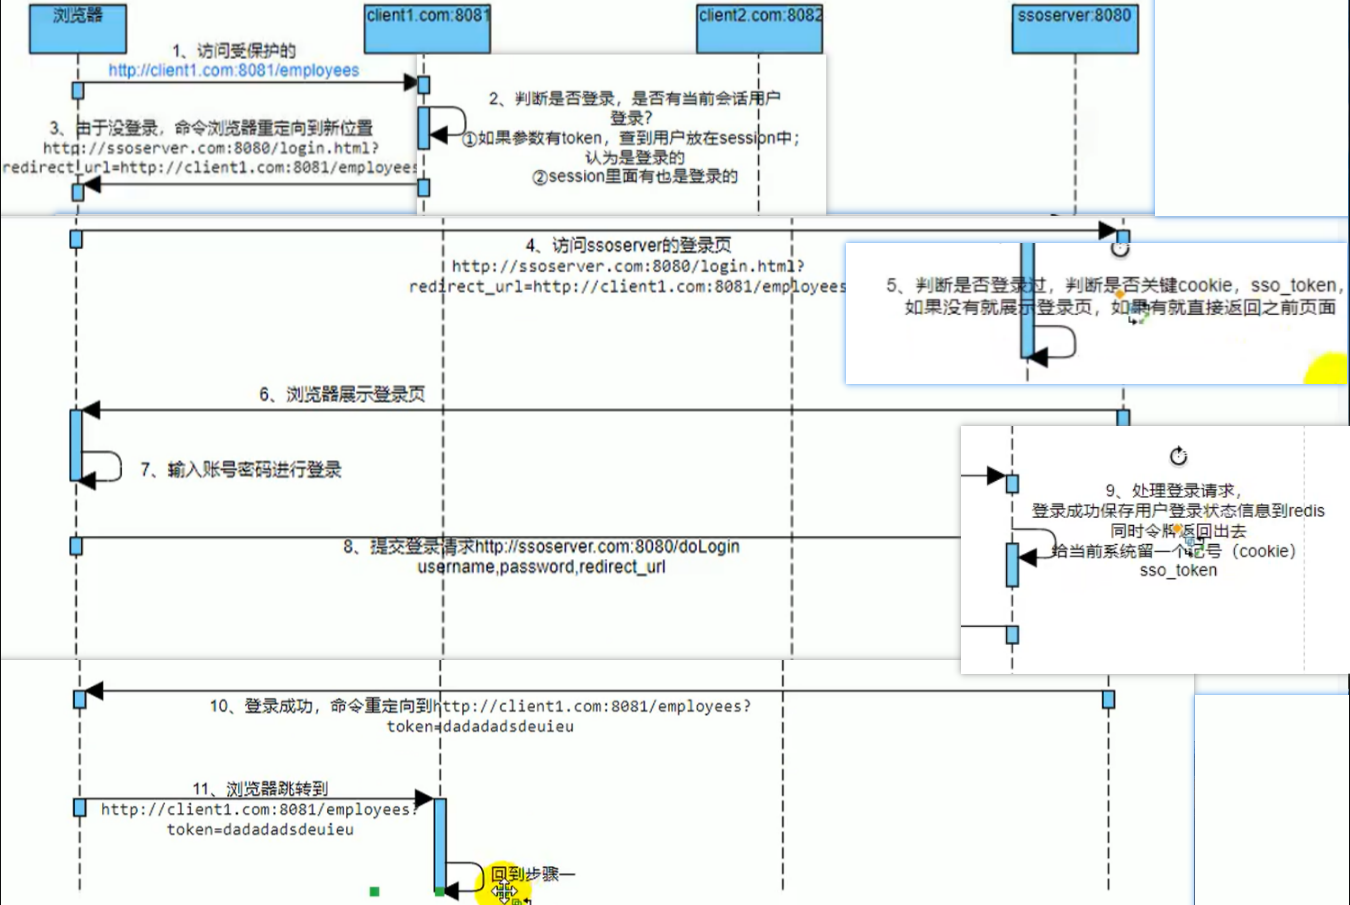 浏览器
client1.com:8081
client2.com:8082
ssoserver:8080
1、访问受保护的
http://client1.com:8081/employees
2、判断是否登录，是否有当前会话用户
登录？
①如果参数有token，查到用户放在session中；
认为是登录的
②session里面有也是登录的
3、由于没登录，命令浏览器重定向到新位置
http://ssoserver.com:8080/login.html?
redirect_url=http://client1.com:8081/employees
4、访问ssoserver的登录页
http://ssoserver.com:8080/login.html?
redirect_url=http://client1.com:8081/employees
5、判断是否登录过，判断是否关键cookie，sso_token，
如果没有就展示登录页，如果有就直接返回之前页面
6、浏览器展示登录页
7、输入账号密码进行登录
8、提交登录请求http://ssoserver.com:8080/doLogin
username,password,redirect_url
9、处理登录请求，
登录成功保存用户登录状态信息到redis
同时令牌返回出去
给当前系统留一个记号（cookie）
sso_token
10、登录成功，命令重定向到http://client1.com:8081/employees?
token=dadadadsdeuieu
11、浏览器跳转到
http://client1.com:8081/employees?
token=dadadadsdeuieu
回到步骤一